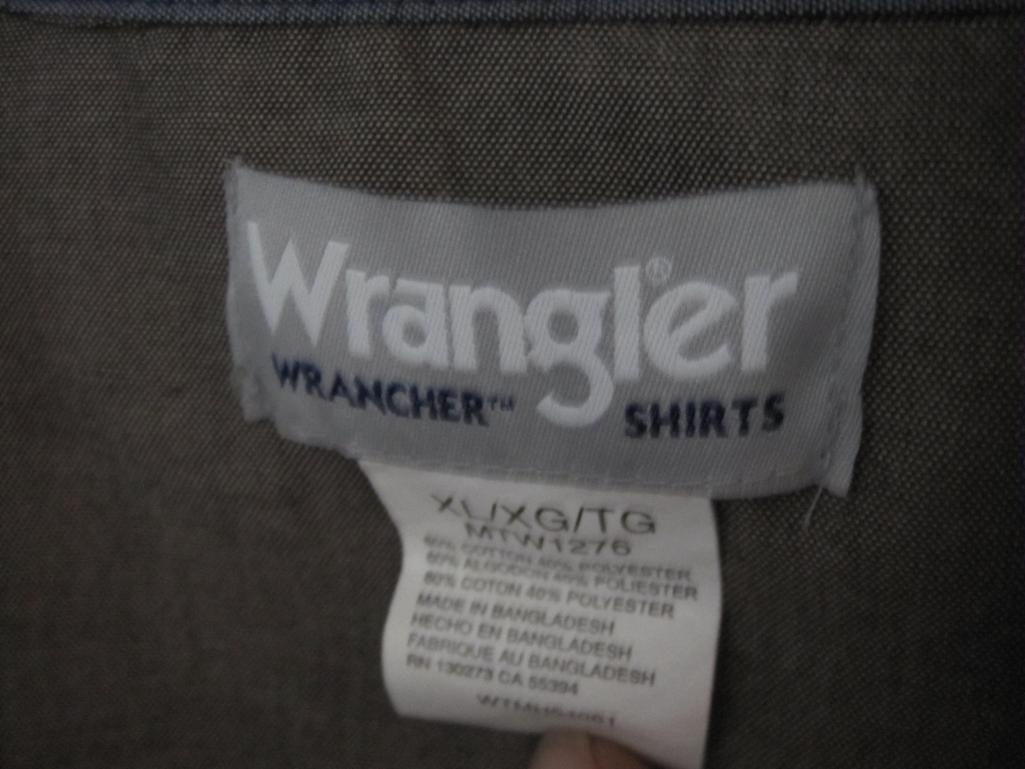 Wrangler®
WRANCHER™ SHIRTS
XL/XG/TG
MTW1276
60% COTTON 40% POLYESTER
60% ALGODON 40% POLIESTER
60% COTON 40% POLYESTER
MADE IN BANGLADESH
HECHO EN BANGLADESH
FABRIQUE AU BANGLADESH
RN 130273 CA 55394